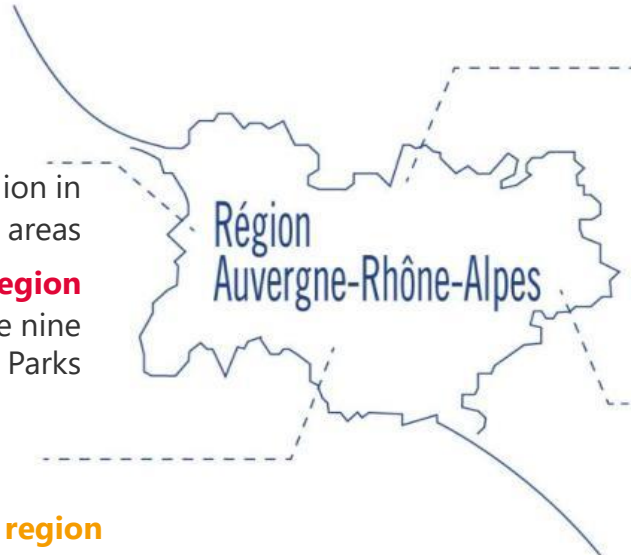 ion in
areas
Région
Auvergne-Rhône-Alpes
egion
e nine
Parks
region